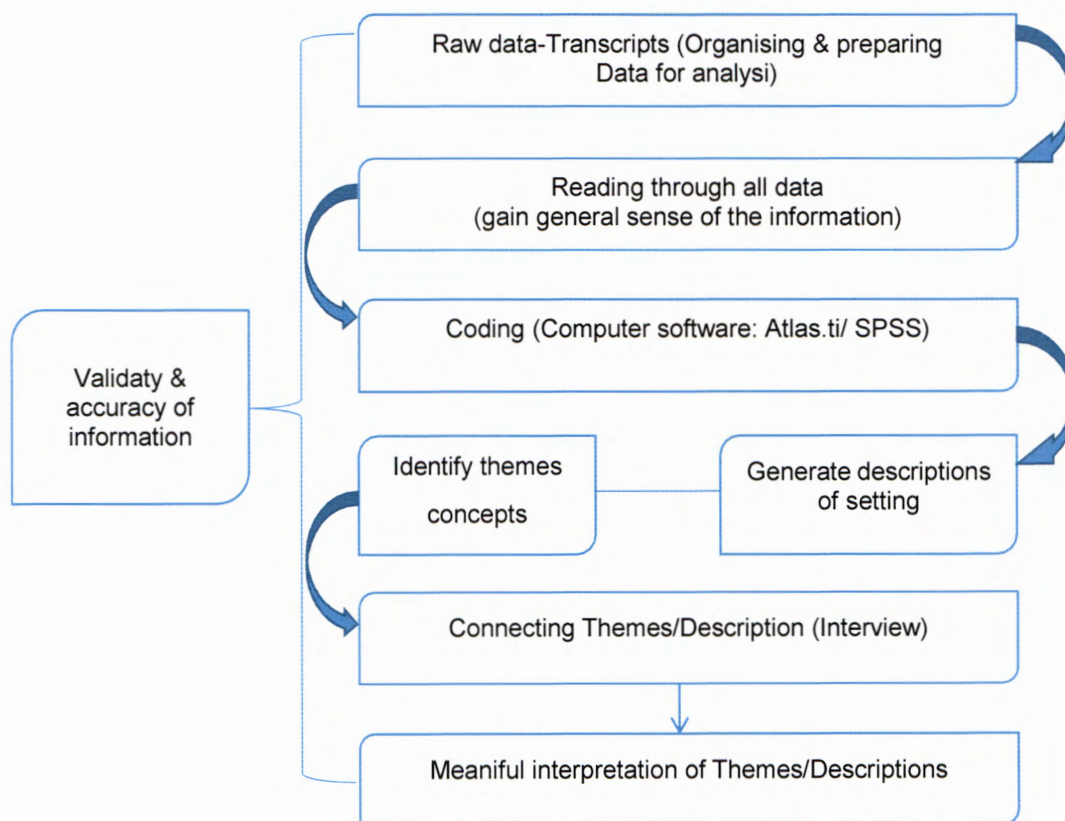 Raw data-Transcripts (Organising & preparing
Data for analysi)
Reading through all data
(gain general sense of the information)
Coding (Computer software: Atlas.ti/ SPSS)
Validaty &
accuracy of
information
Identify themes
concepts
Generate descriptions
of setting
Connecting Themes/Description (Interview)
Meaniful interpretation of Themes/Descriptions